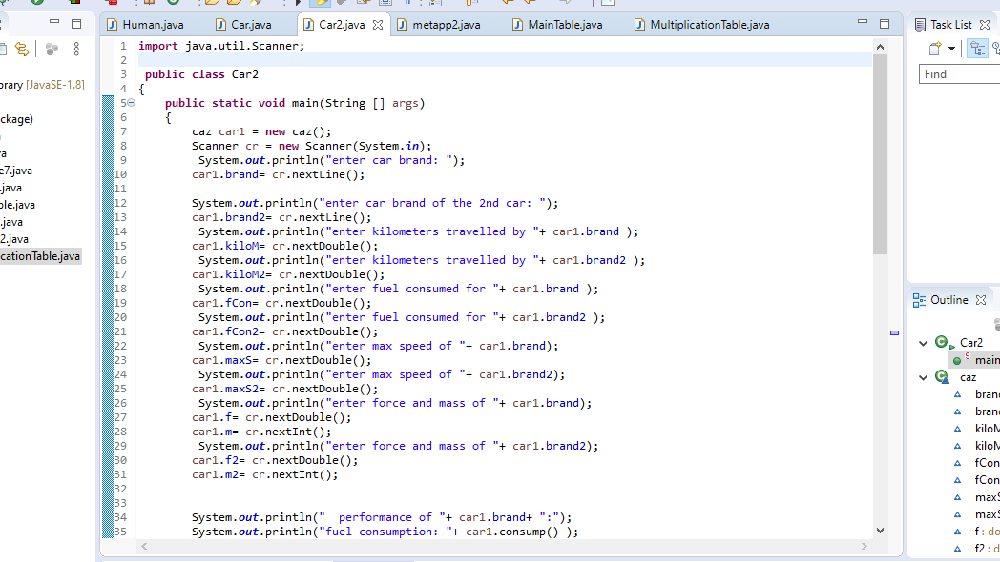 Human.java
Car.java
Car2.java
metapp2.java
MainTable.java
MultiplicationTable.java
Task List
Find
brary [JavaSE-1.8]
ckage)
va
e7.java
.java
ble.java
.java
2.java
icationTable.java
1 import java.util.Scanner;
2
3 public class Car2
4 {
5 public static void main(String [] args)
6 {
7 caz car1 = new caz();
8 Scanner cr = new Scanner(System.in);
9 System.out.println("enter car brand: ");
10 car1.brand= cr.nextLine();
11
12 System.out.println("enter car brand of the 2nd car: ");
13 car1.brand2= cr.nextLine();
14 System.out.println("enter kilometers travelled by "+ car1.brand );
15 car1.kiloM= cr.nextDouble();
16 System.out.println("enter kilometers travelled by "+ car1.brand2 );
17 car1.kiloM2= cr.nextDouble();
18 System.out.println("enter fuel consumed for "+ car1.brand );
19 car1.fCon= cr.nextDouble();
20 System.out.println("enter fuel consumed for "+ car1.brand2 );
21 car1.fCon2= cr.nextDouble();
22 System.out.println("enter max speed of "+ car1.brand);
23 car1.maxS= cr.nextDouble();
24 System.out.println("enter max speed of "+ car1.brand2);
25 car1.maxS2= cr.nextDouble();
26 System.out.println("enter force and mass of "+ car1.brand);
27 car1.f= cr.nextDouble();
28 car1.m= cr.nextInt();
29 System.out.println("enter force and mass of "+ car1.brand2);
30 car1.f2= cr.nextDouble();
31 car1.m2= cr.nextInt();
32
33
34 System.out.println("  performance of "+ car1.brand+ ":");
35 System.out.println("fuel consumption: "+ car1.consump() );
Outline
Car2
main
caz
bran
bran
kiloM
kiloM
fCon
fCon
maxS
maxS
f : do
f2 : d